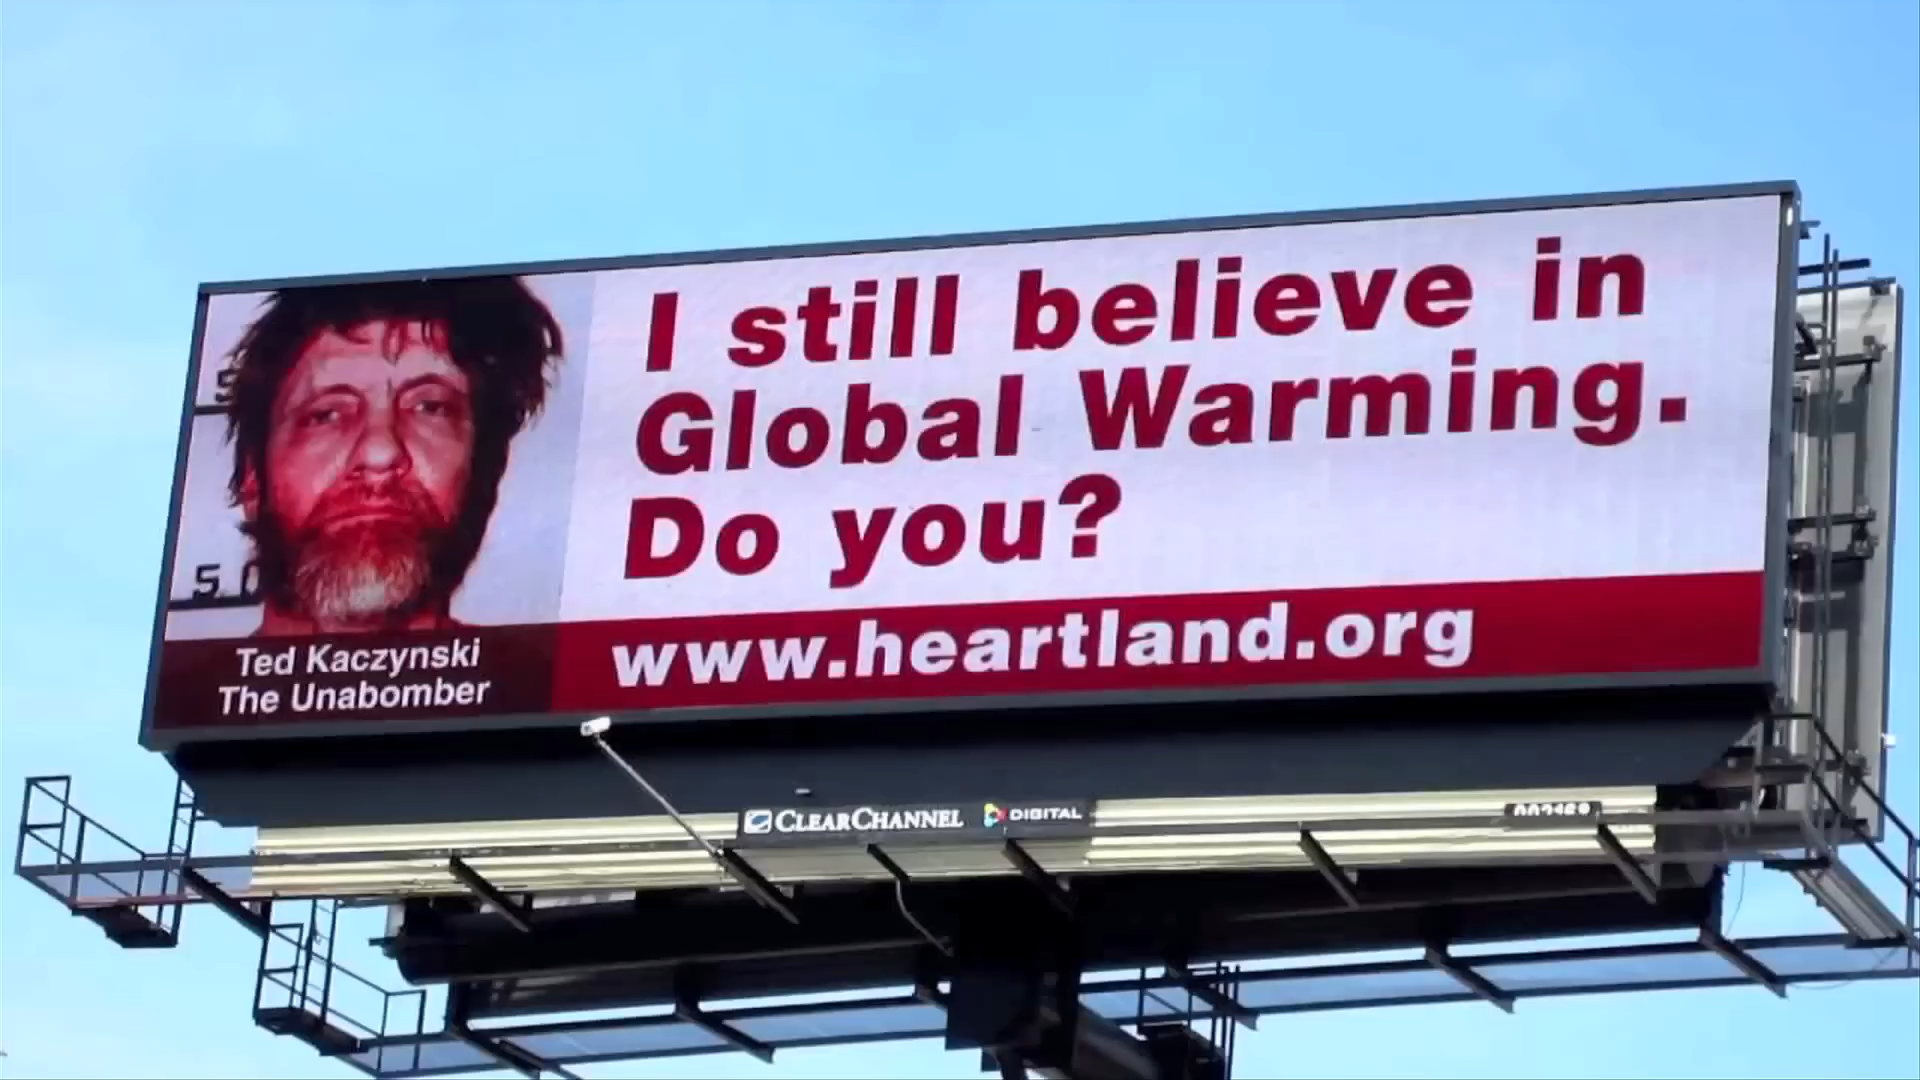 I still believe in
Global Warming.
Do you?
www.heartland.org
Ted Kaczynski
The Unabomber
CLEARCHANNEL DIGITAL